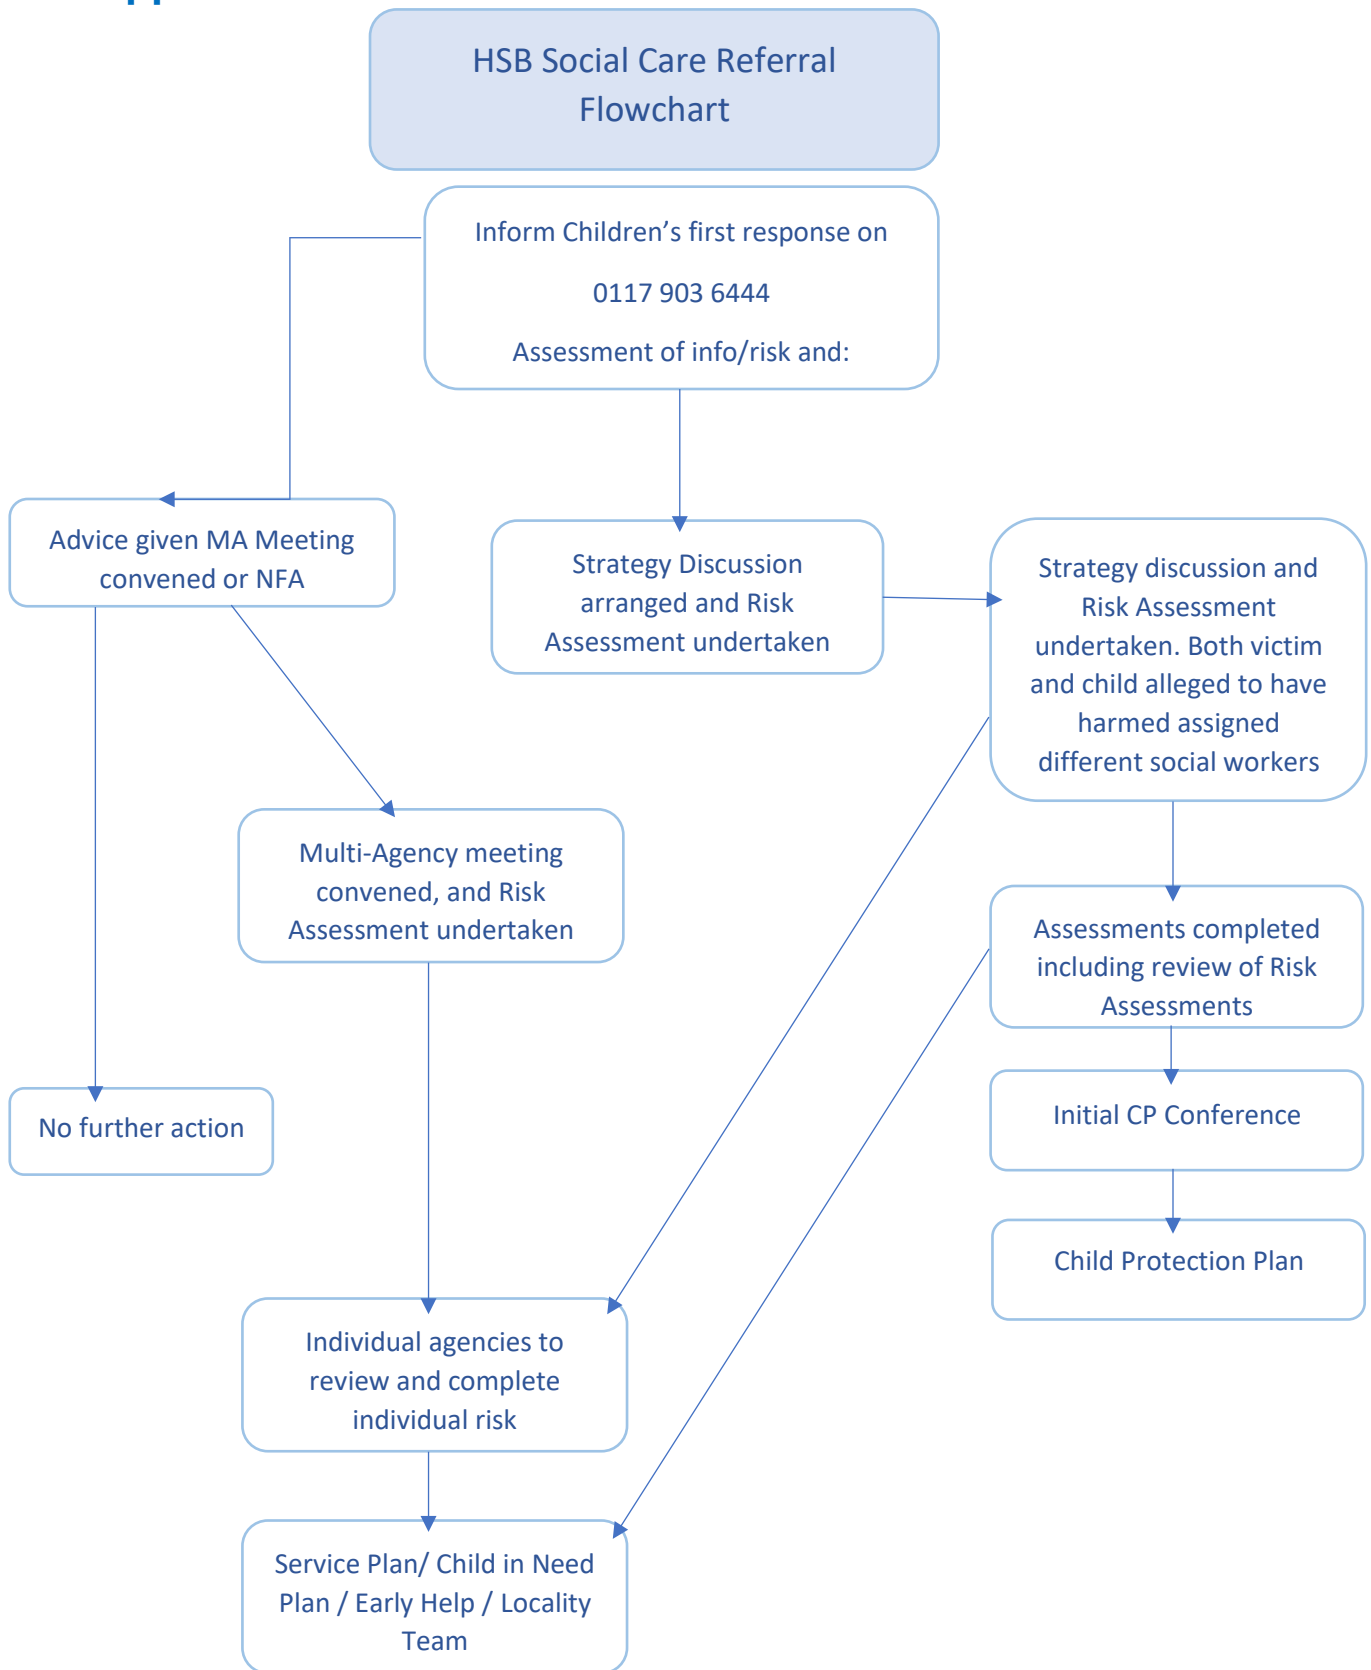 HSB Social Care Referral
Flowchart
Inform Children’s first response on
0117 903 6444
Assessment of info/risk and:
Advice given MA Meeting
convened or NFA
Strategy Discussion
arranged and Risk
Assessment undertaken
Strategy discussion and
Risk Assessment
undertaken. Both victim
and child alleged to have
harmed assigned
different social workers
Multi-Agency meeting
convened, and Risk
Assessment undertaken
Assessments completed
including review of Risk
Assessments
No further action
Initial CP Conference
Child Protection Plan
Individual agencies to
review and complete
individual risk
Service Plan/ Child in Need
Plan / Early Help / Locality
Team